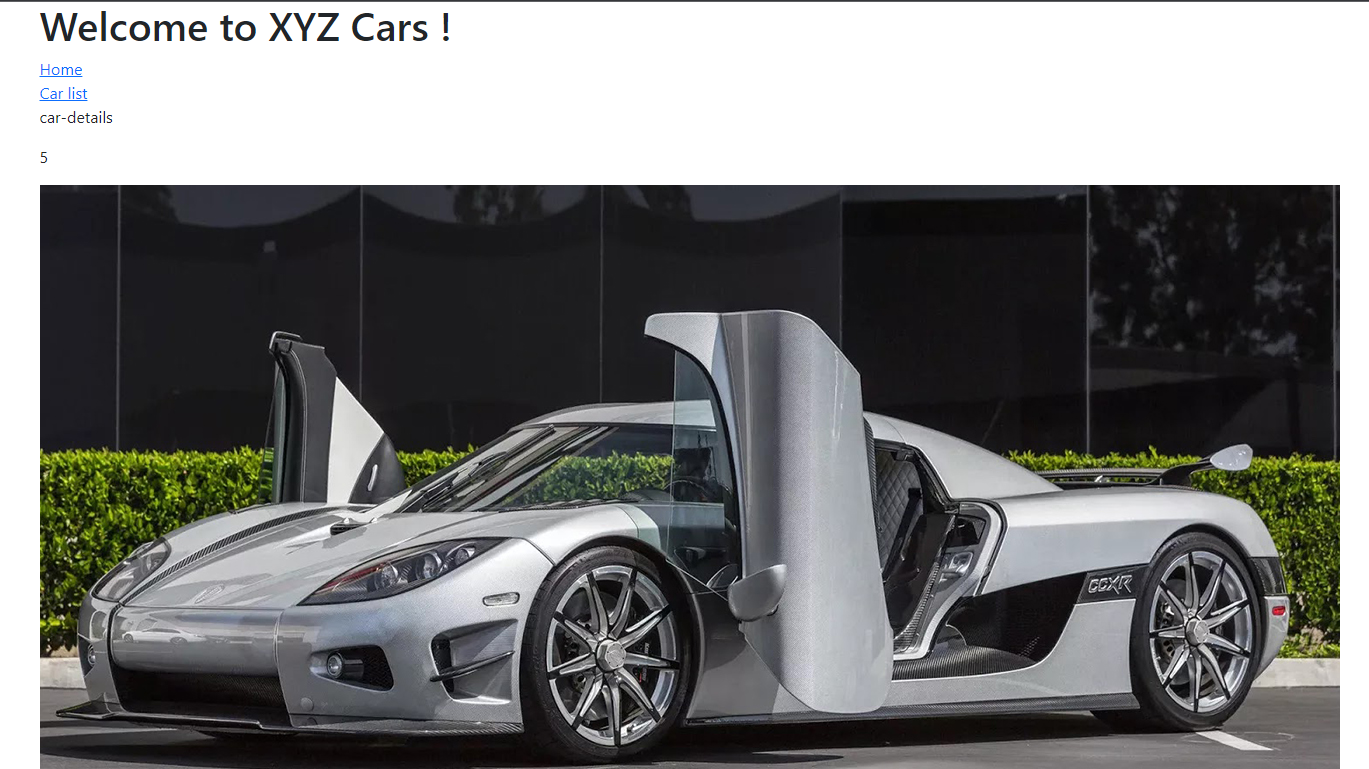 Welcome to XYZ Cars !
Home
Car list
car-details
5
CCXR